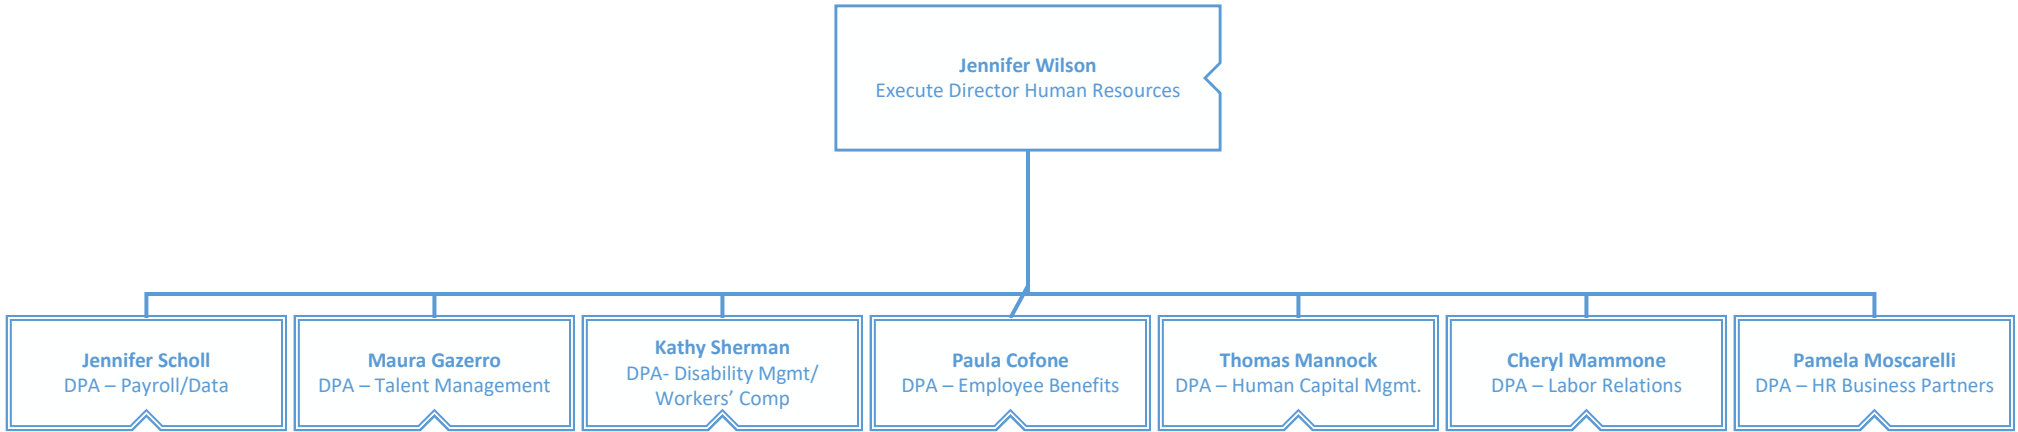 Jennifer Wilson
Execute Director Human Resources
Jennifer Scholl
DPA – Payroll/Data
Maura Gazerro
DPA – Talent Management
Kathy Sherman
DPA- Disability Mgmt/
Workers’ Comp
Paula Cofone
DPA – Employee Benefits
Thomas Mannock
DPA – Human Capital Mgmt.
Cheryl Mammone
DPA – Labor Relations
Pamela Moscarelli
DPA – HR Business Partners